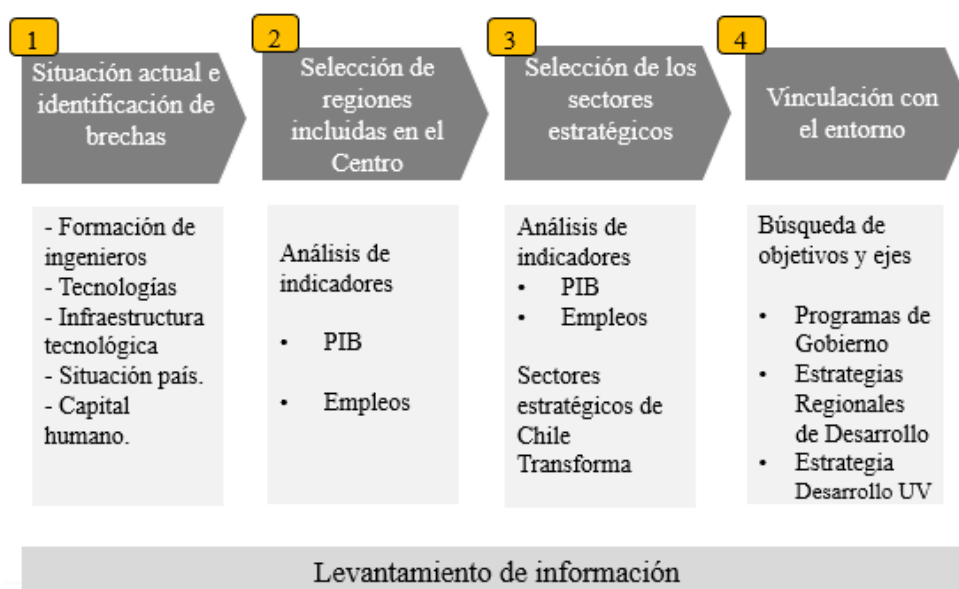 1
Situación actual e
identificación de
brechas
2
Selección de
regiones
incluidas en el
Centro
3
Selección de los
sectores
estratégicos
4
Vinculación con
el entorno
- Formación de
ingenieros
- Tecnologías
- Infraestructura
tecnológica
- Situación país.
- Capital
humano.
Análisis de
indicadores
• PIB
• Empleos
Análisis de
indicadores
• PIB
• Empleos
Sectores
estratégicos de
Chile
Transforma
Búsqueda de
objetivos y ejes
• Programas de
Gobierno
• Estrategias
Regionales
de Desarrollo
• Estrategia
Desarrollo UV
Levantamiento de información